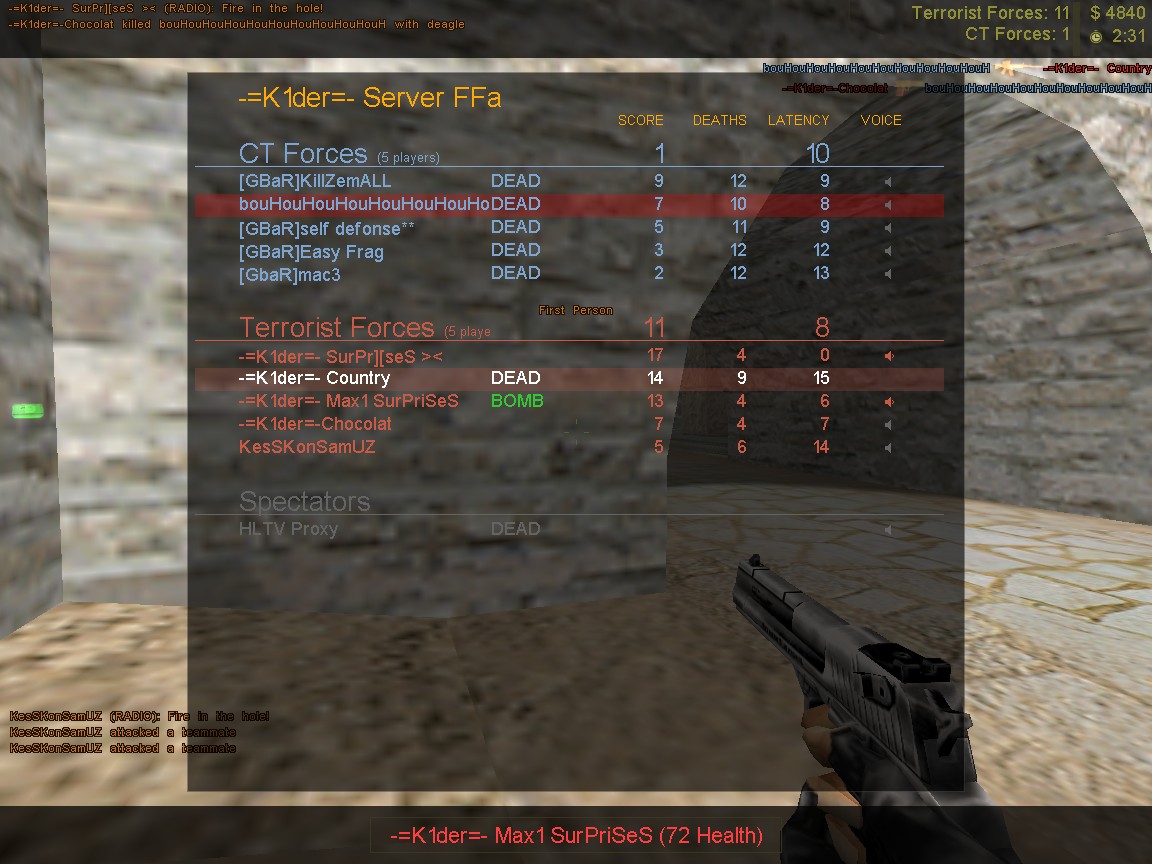 -=K1der=- SurPr][seS >< (RADIO): Fire in the hole!
-=K1der=-Chocolat killed bouHouHouHouHouHouHouHouHouHouH with deagle
Terrorist Forces: 11 $ 4840
CT Forces: 1 2:31
bouHouHouHouHouHouHouHouHouHouH -=K1der=- Country
-=K1der=-Chocolat bouHouHouHouHouHouHouHouHouHouH
-=K1der=- Server FFa
SCORE DEATHS LATENCY VOICE
CT Forces (5 players) 1 10
[GBaR]KillZemALL DEAD 9 12 9
bouHouHouHouHouHouHouHo DEAD 7 10 8
[GBaR]self defonse** DEAD 5 11 9
[GBaR]Easy Frag DEAD 3 12 12
[GbaR]mac3 DEAD 2 12 13
First Person
Terrorist Forces (5 playe 11 8
-=K1der=- SurPr][seS >< 17 4 0
-=K1der=- Country DEAD 14 9 15
-=K1der=- Max1 SurPriSeS BOMB 13 4 6
-=K1der=-Chocolat 7 4 7
KesSKonSamUZ 5 6 14
Spectators
HLTV Proxy DEAD
KesSKonSamUZ (RADIO): Fire in the hole!
KesSKonSamUZ attacked a teammate
KesSKonSamUZ attacked a teammate
-=K1der=- Max1 SurPriSeS (72 Health)